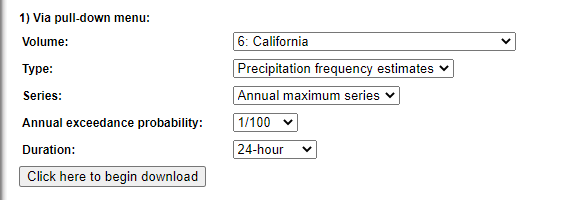 1) Via pull-down menu:
Volume: 6: California
Type: Precipitation frequency estimates
Series: Annual maximum series
Annual exceedance probability: 1/100
Duration: 24-hour
Click here to begin download